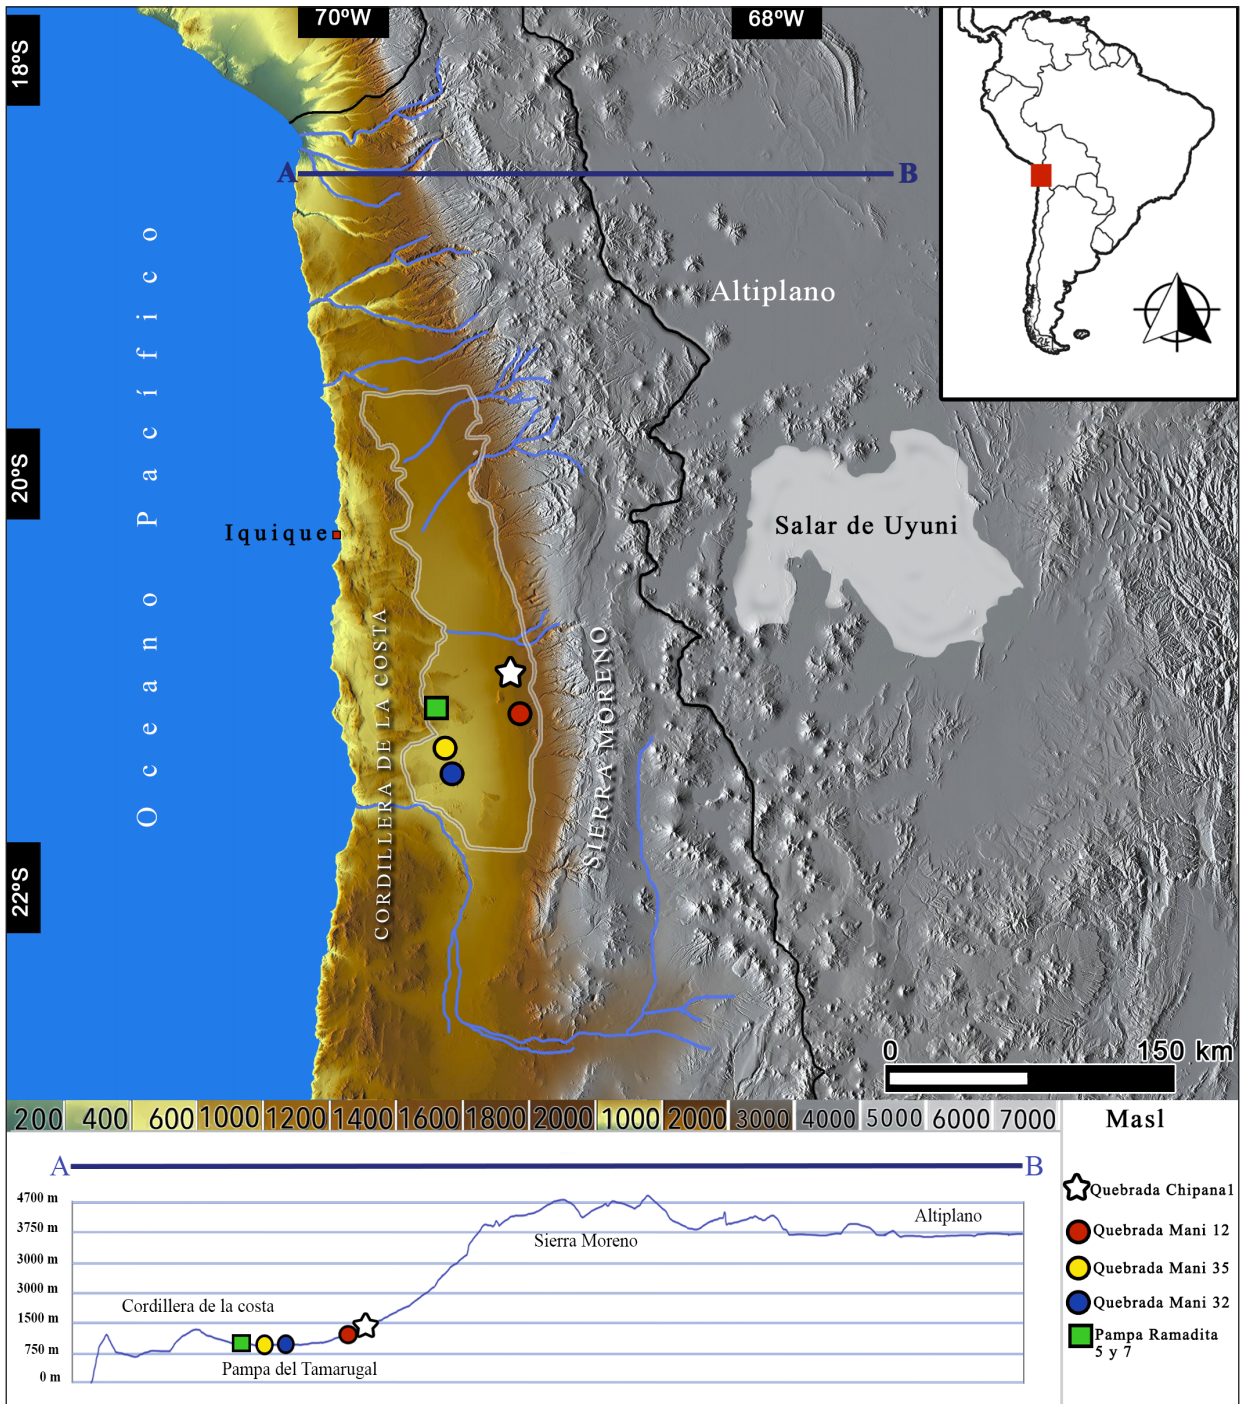 70ºW
68ºW
18ºS
A
B
Altiplano
Oceano Pacífico
20ºS
Iquique
Salar de Uyuni
CORDILLERA DE LA COSTA
SIERRA MORENO
22ºS
0 150 km
200 400 600 1000 1200 1400 1600 1800 2000 1000 2000 3000 4000 5000 6000 7000 Masl
A B
4700 m
3750 m
3000 m
3000 m
1500 m
750 m
0 m
Altiplano
Sierra Moreno
Cordillera de la costa
Pampa del Tamarugal
Quebrada Chipana1
Quebrada Mani 12
Quebrada Mani 35
Quebrada Mani 32
Pampa Ramadita
5 y 7